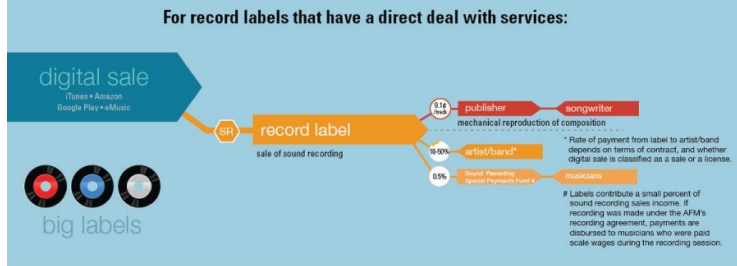 For record labels that have a direct deal with services:
digital sale
iTunes • Amazon
Google Play • eMusic
SR
record label
sale of sound recording
9.1¢
/track
publisher
songwriter
mechanical reproduction of composition
10-50%
artist/band*
0.5%
Sound Recording
Special Payments Fund #
musicians
* Rate of payment from label to artist/band
depends on terms of contract, and whether
digital sale is classified as a sale or a license.
# Labels contribute a small percent of
sound recording sales income. If
recording was made under the AFM's
recording agreement, payments are
disbursed to musicians who were paid
scale wages during the recording session.
big labels